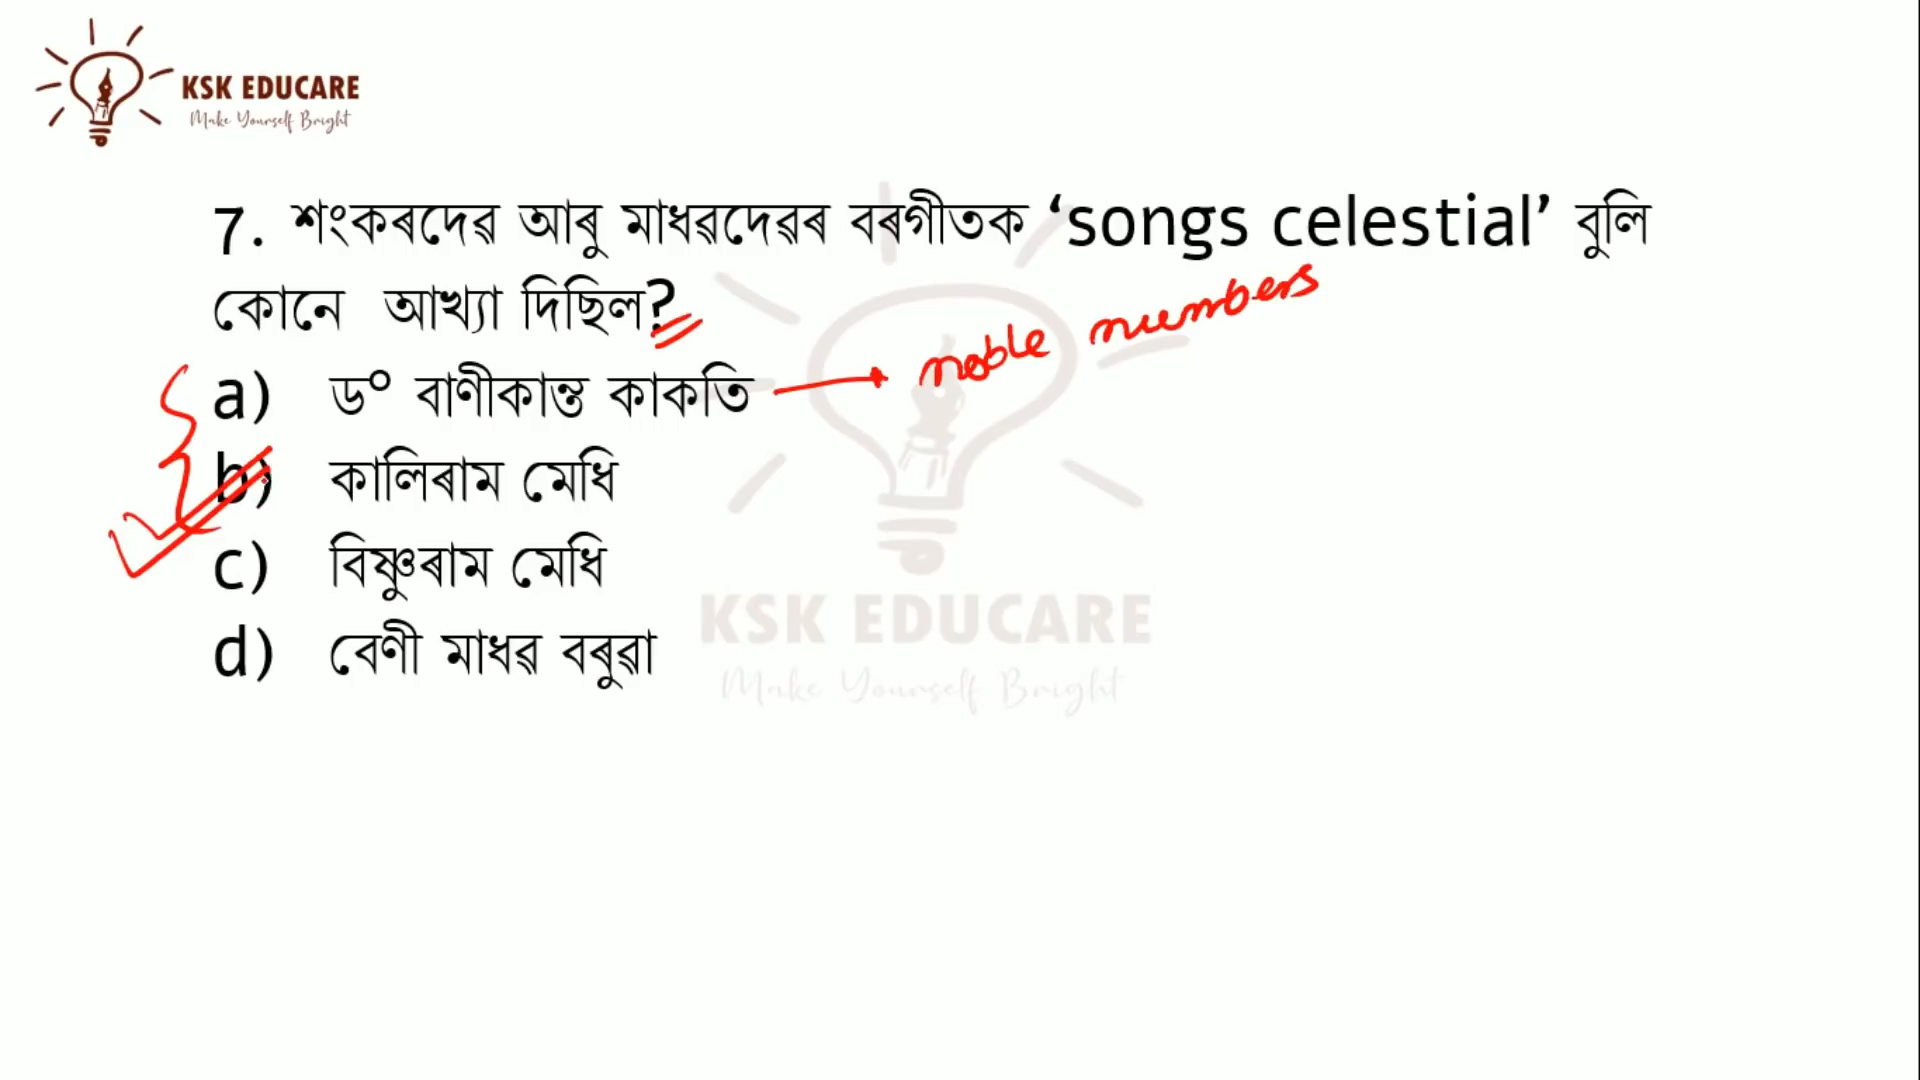 KSK EDUCARE
Make Yourself Bright
7. শংকৰদেৱ আৰু মাধৱদেৱৰ বৰগীতক ‘songs celestial’ বুলি
কোনে আখ্যা দিছিল?
a) ড° বাণীকান্ত কাকতি → noble numbers
b) কালিৰাম মেধি
c) বিষ্ণুৰাম মেধি
d) বেণী মাধৱ বৰুৱা
KSK EDUCARE
Make Yourself Bright